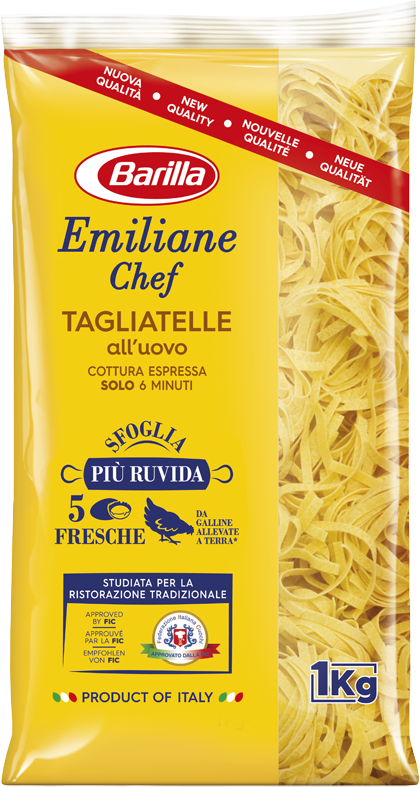 NUOVA
QUALITÀ
•
NEW
QUALITY
•
NOUVELLE
QUALITÉ
•
NEUE
QUALITÄT
Barilla
Emiliane
Chef
TAGLIATELLE
all'uovo
COTTURA ESPRESSA
SOLO 6 MINUTI
SFOGLIA
PIÙ RUVIDA
5
FRESCHE
DA
GALLINE
ALLEVATE
A TERRA*
STUDIATA PER LA
RISTORAZIONE TRADIZIONALE
APPROVED
BY FIC
APPROUVÉ
PAR LA FIC
EMPFOHLEN
VON FIC
Federazione Italiana Cuochi
APPROVATO DALLA FIC
PRODUCT OF ITALY
1Kg